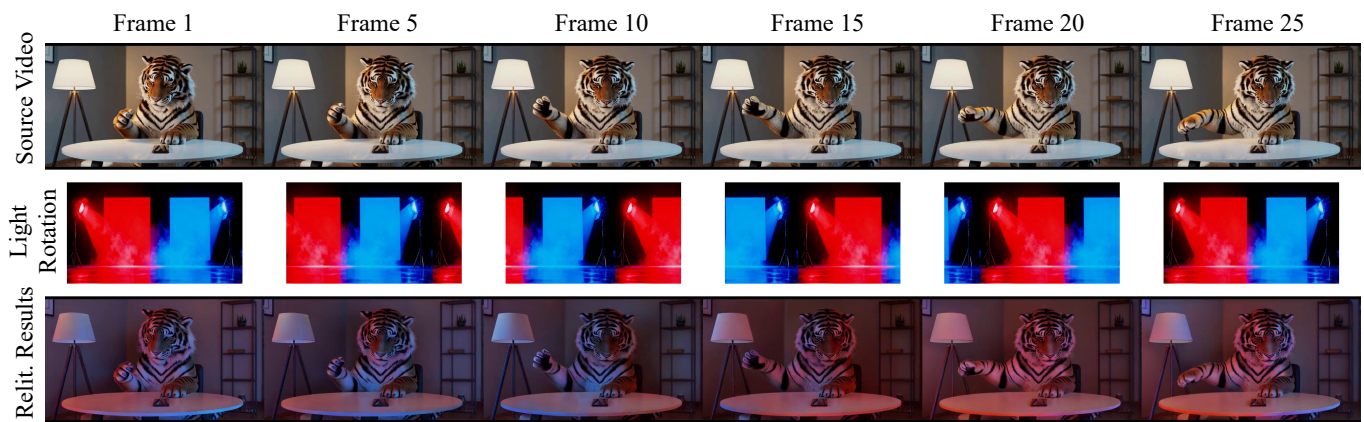 Frame 1
Frame 5
Frame 10
Frame 15
Frame 20
Frame 25
Source Video
Light
Rotation
Relit. Results